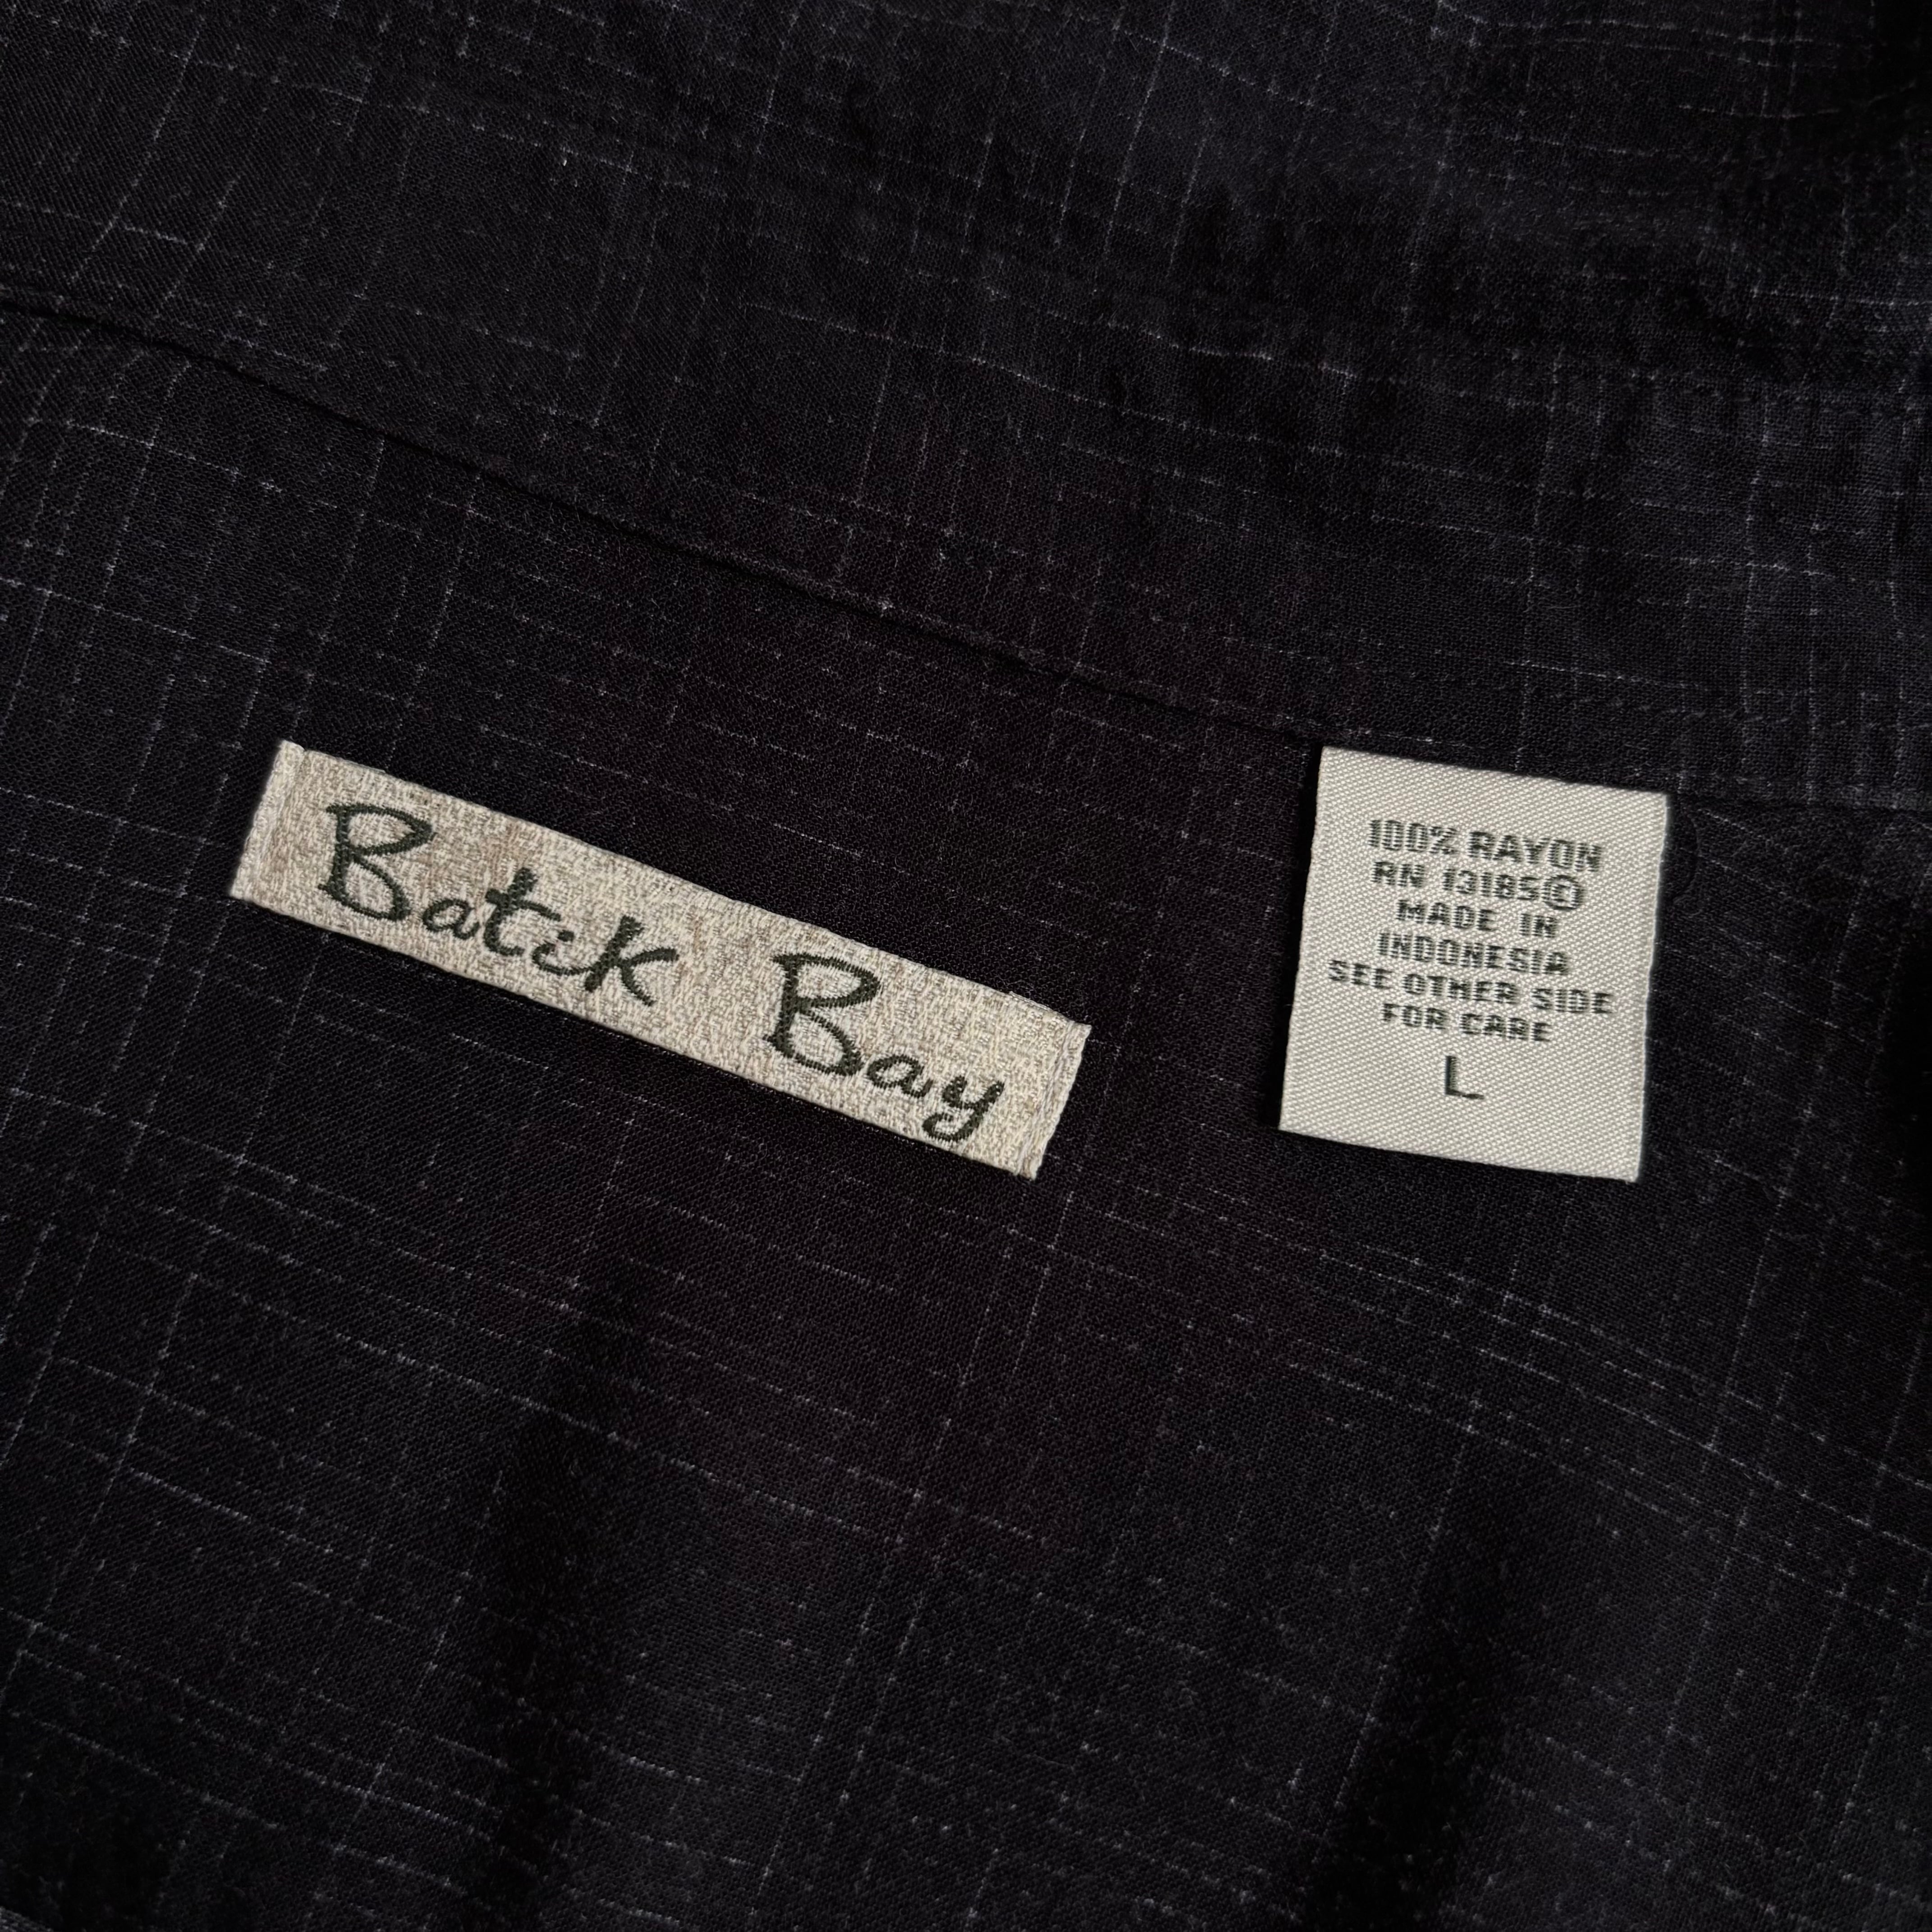 Batik Bay
100% RAYON
RN 13185©
MADE IN
INDONESIA
SEE OTHER SIDE
FOR CARE
L